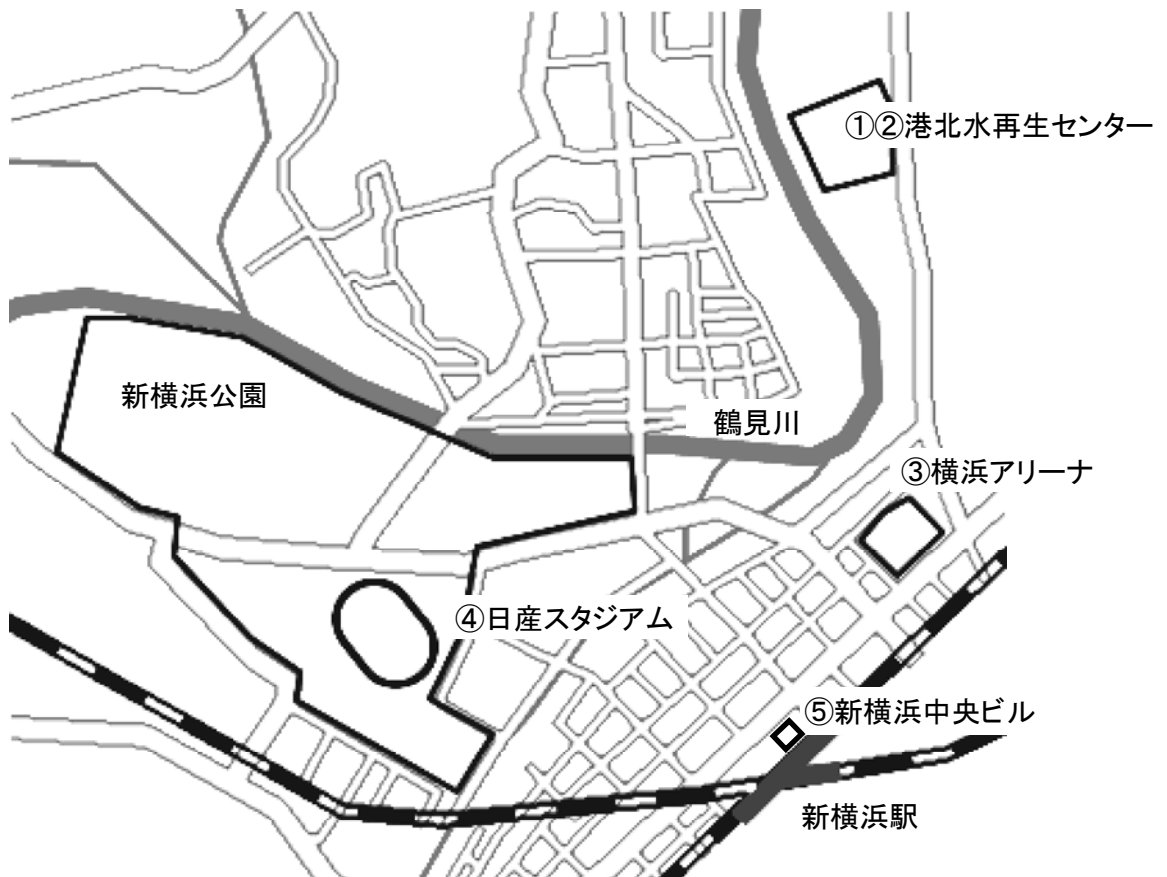 ①②港北水再生センター
新横浜公園
鶴見川
③横浜アリーナ
④日産スタジアム
⑤新横浜中央ビル
新横浜駅